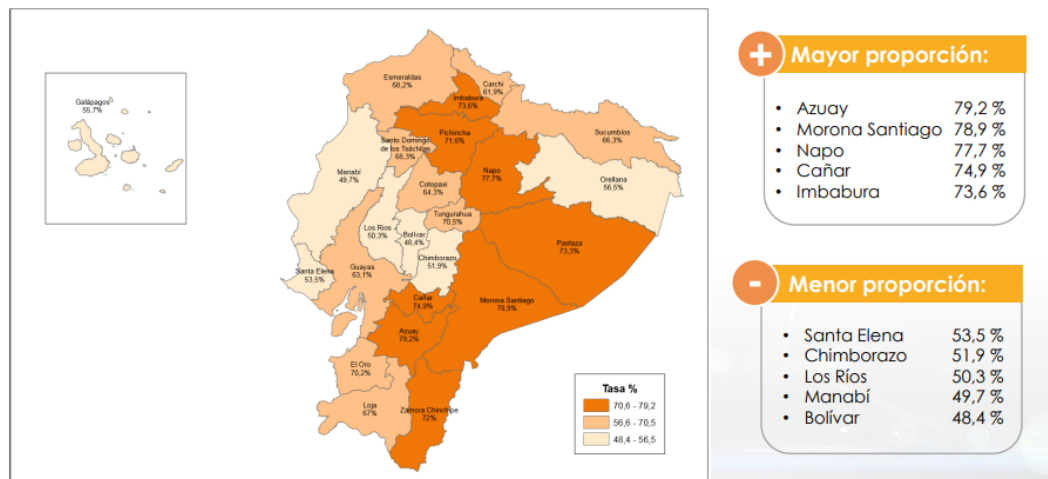 Galápagos
55,7%
Esmeraldas
68,2%
Carchi
61,9%
Imbabura
73,6%
Pichincha
71,6%
Santo Domingo
de los Tsáchilas
68,3%
Sucumbíos
66,3%
Napo
77,7%
Orellana
56,5%
Manabí
49,7%
Cotopaxi
64,3%
Tungurahua
70,5%
Los Ríos
50,3%
Bolívar
48,4%
Chimborazo
51,9%
Pastaza
73,3%
Santa Elena
53,5%
Guayas
63,1%
Cañar
74,9%
Morona Santiago
78,9%
Azuay
79,2%
El Oro
70,2%
Loja
67%
Zamora Chinchipe
72%
Tasa %
70,6 - 79,2
56,6 - 70,5
48,4 - 56,5
+ Mayor proporción:
• Azuay 79,2 %
• Morona Santiago 78,9 %
• Napo 77,7 %
• Cañar 74,9 %
• Imbabura 73,6 %
- Menor proporción:
• Santa Elena 53,5 %
• Chimborazo 51,9 %
• Los Ríos 50,3 %
• Manabí 49,7 %
• Bolívar 48,4 %